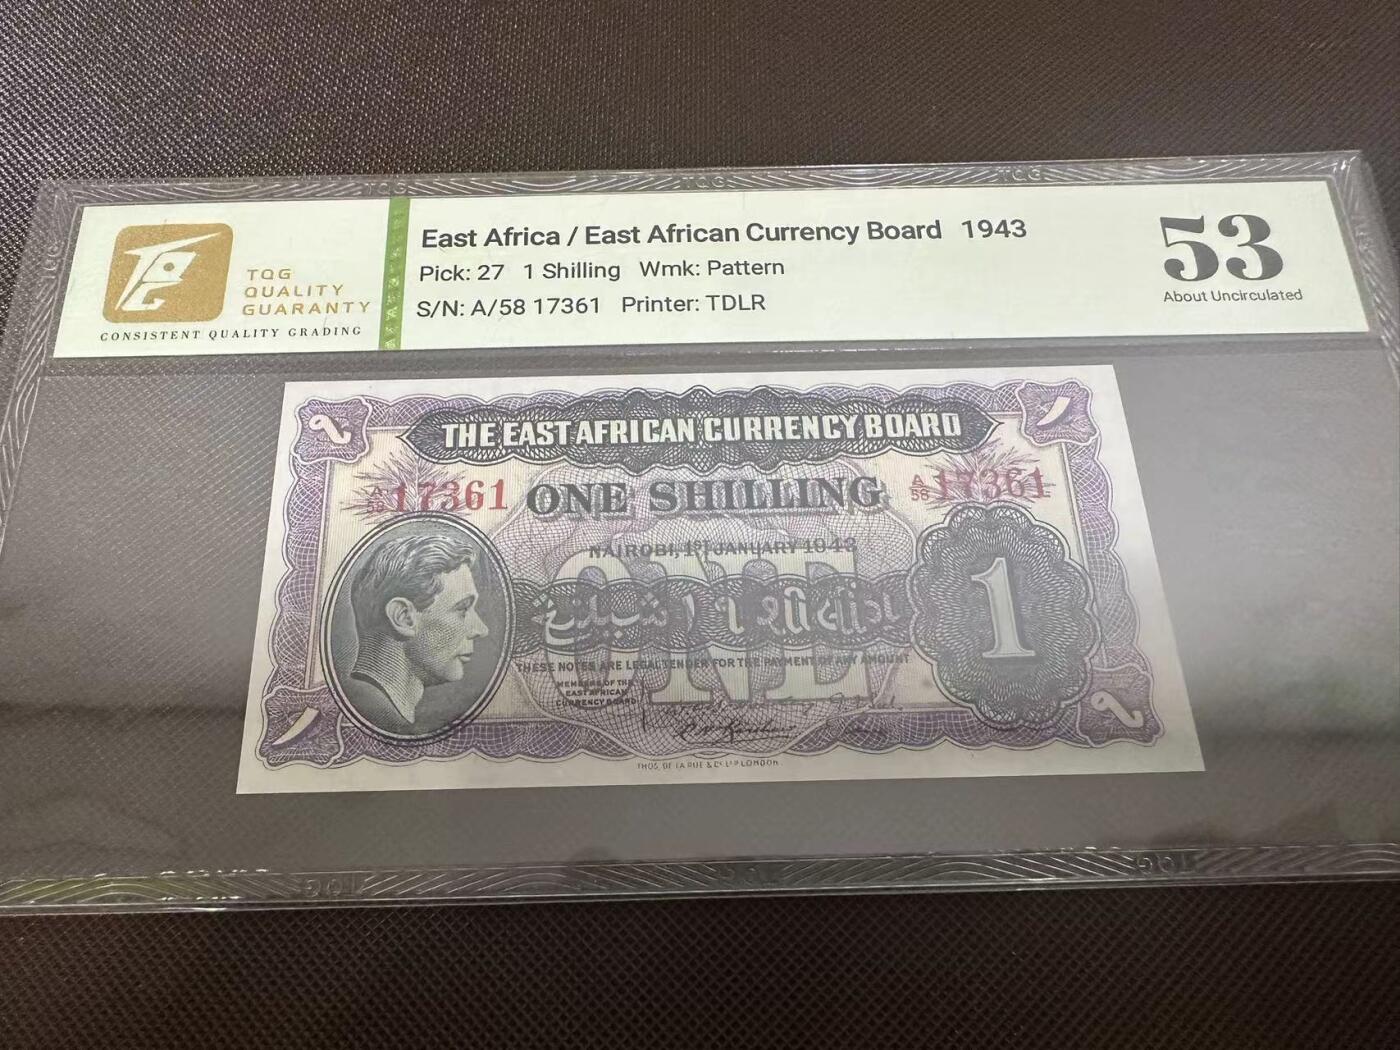 TQG
QUALITY
GUARANTY
CONSISTENT QUALITY GRADING
East Africa / East African Currency Board 1943
Pick: 27 1 Shilling Wmk: Pattern
S/N: A/58 17361 Printer: TDLR
53
About Uncirculated
THE EAST AFRICAN CURRENCY BOARD
A/58 17361 ONE SHILLING A/58 17361
NAIROBI, 1ST JANUARY 1943
ONE
شلينغ ١ ૧ શીલીંગ
1
THESE NOTES ARE LEGAL TENDER FOR THE PAYMENT OF ANY AMOUNT
MEMBERS OF THE
EAST AFRICAN
CURRENCY BOARD
THOS. DE LA RUE & Co. LTD LONDON.